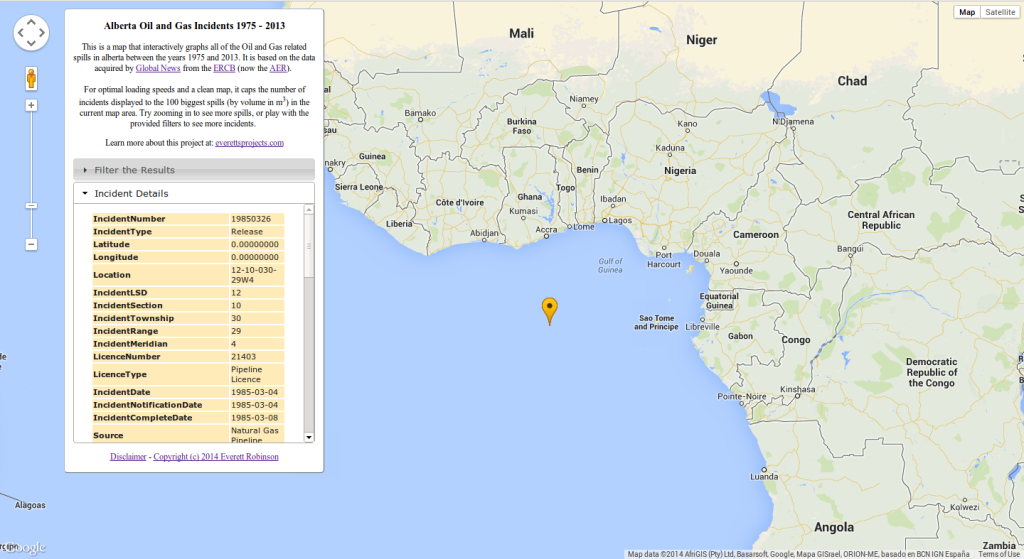 Alberta Oil and Gas Incidents 1975 - 2013
This is a map that interactively graphs all of the Oil and Gas related
spills in alberta between the years 1975 and 2013. It is based on the data
acquired by Global News from the ERCB (now the AER).
For optimal loading speeds and a clean map, it caps the number of
incidents displayed to the 100 biggest spills (by volume in m³) in the
current map area. Try zooming in to see more spills, or play with the
provided filters to see more incidents.
Learn more about this project at: everettsprojects.com
Filter the Results
Incident Details
IncidentNumber 19850326
IncidentType Release
Latitude 0.00000000
Longitude 0.00000000
Location 12-10-030-
29W4
IncidentLSD 12
IncidentSection 10
IncidentTownship 30
IncidentRange 29
IncidentMeridian 4
LicenceNumber 21403
LicenceType Pipeline
Licence
IncidentDate 1985-03-04
IncidentNotificationDate 1985-03-04
IncidentCompleteDate 1985-03-08
Source Natural Gas
Pipeline
Disclaimer - Copyright (c) 2014 Everett Robinson
Map Satellite
Mali
Niger
Chad
Niamey
Bamako
Burkina
Faso
N'Djamena
Kano
Guinea
Kaduna
Benin
Nigeria
Sierra Leone
Togo
Ibadan
Ghana
Côte d'Ivoire
Kumasi
Central African
Republic
Liberia
Lagos
Lome
Accra
Abidjan
Cameroon
Bangui
Port
Harcourt
Douala
Gulf of
Guinea
Yaounde
Equatorial
Guinea
Sao Tome
and Principe
Libreville
Gabon
Congo
Democratic
Republic of
the Congo
Kinshasa
Pointe-Noire
Luanda
Kolwezi
Alagoas
Angola
Zambia
Google
Map data ©2014 AfriGIS (Pty) Ltd, Basarsoft, Google, Mapa GISrael, ORION-ME, basado en BCN IGN España Terms of Use